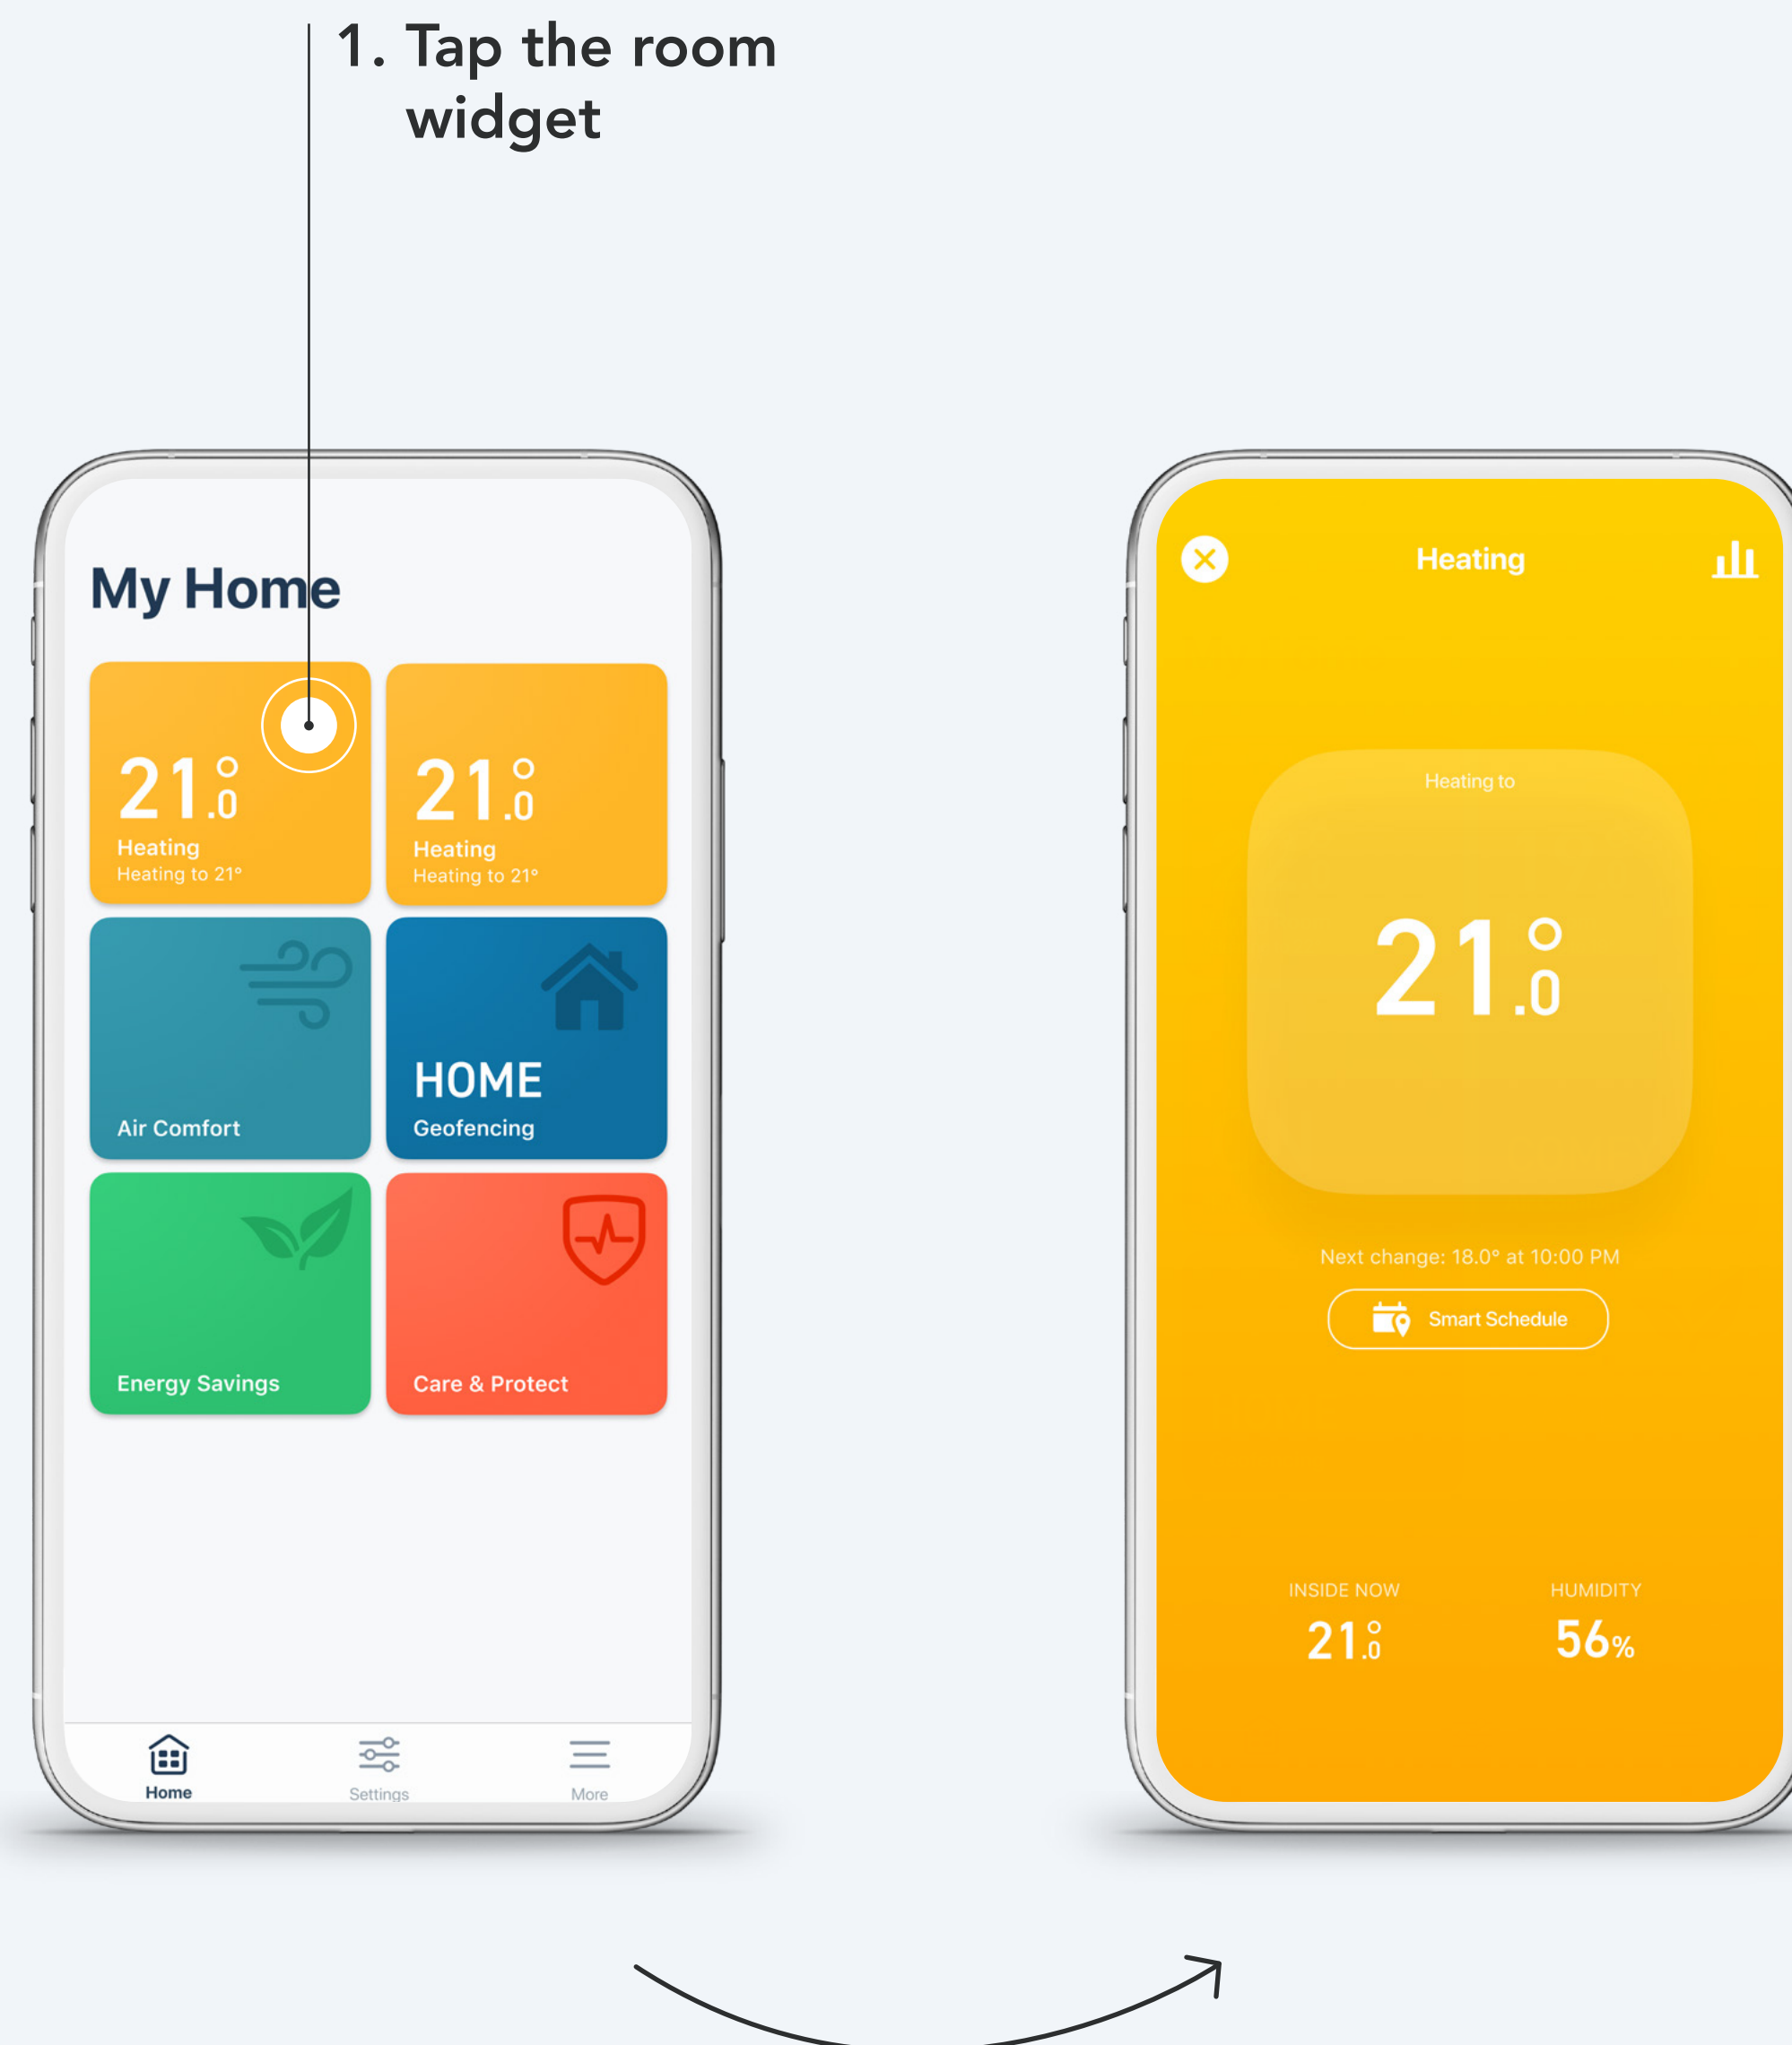 1. Tap the room
widget
My Home
21.0°
Heating
Heating to 21°
21.0°
Heating
Heating to 21°
Air Comfort
HOME
Geofencing
Energy Savings
Care & Protect
Home
Settings
More
Heating
Heating to
21.0°
Next change: 18.0° at 10:00 PM
Smart Schedule
INSIDE NOW
21.0°
HUMIDITY
56%